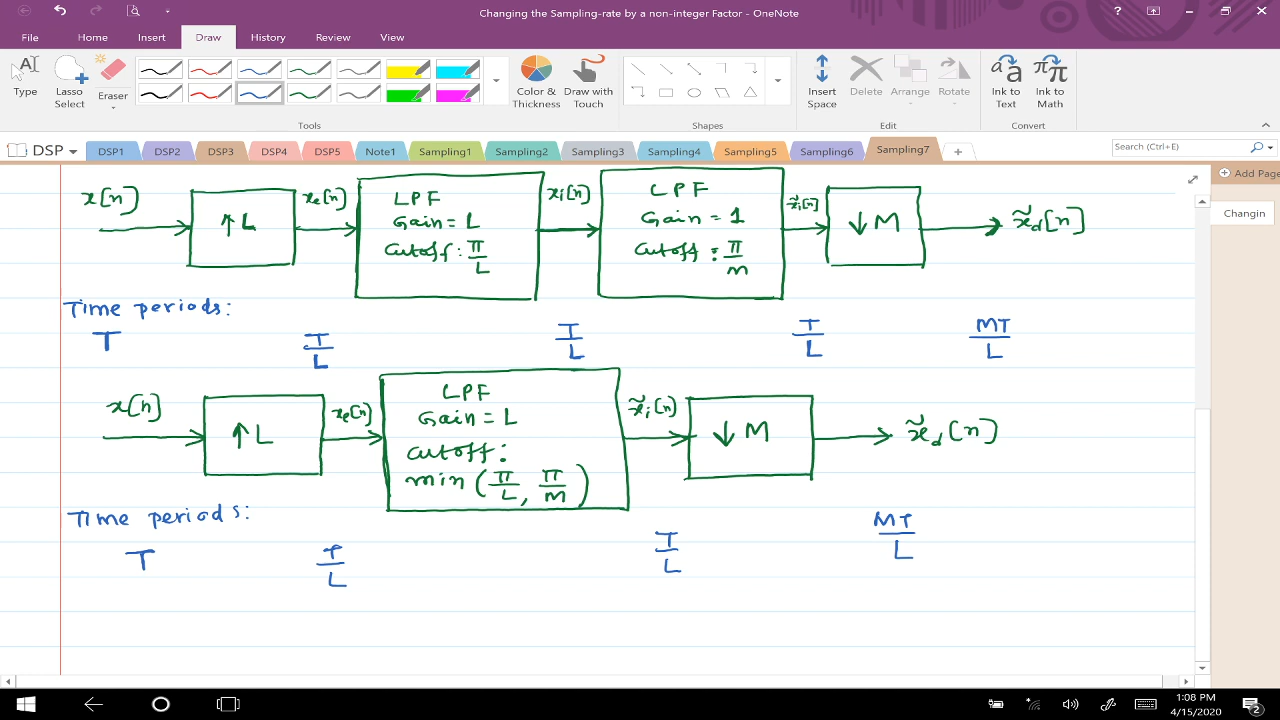 Changing the Sampling-rate by a non-integer Factor - OneNote
File Home Insert Draw History Review View
Type
Lasso Select
Eraser
Color & Thickness
Draw with Touch
Insert Space
Delete
Arrange
Rotate
Ink to Text
Ink to Math
Tools Shapes Edit Convert
DSP DSP1 DSP2 DSP3 DSP4 DSP5 Note1 Sampling1 Sampling2 Sampling3 Sampling4 Sampling5 Sampling6 Sampling7 Search (Ctrl+E)
Add Page
Changin
x[n] ↑L xe[n] LPF Gain = L Cutoff: π/L xi[n] LPF Gain = 1 Cutoff: π/M x̃i[n] ↓M x̃d[n]
Time periods:
T T/L T/L T/L MT/L
x[n] ↑L xe[n] LPF Gain = L Cutoff: min (π/L, π/M) x̃i[n] ↓M x̃d[n]
Time periods:
T T/L T/L MT/L
1:08 PM
4/15/2020
2